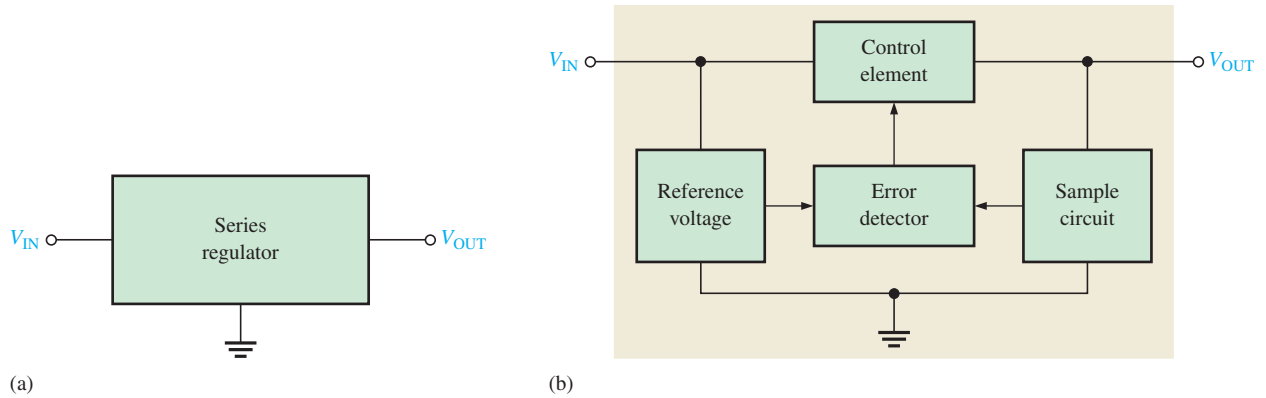 V_IN
Series
regulator
V_OUT
(a)
V_IN
Control
element
V_OUT
Reference
voltage
Error
detector
Sample
circuit
(b)